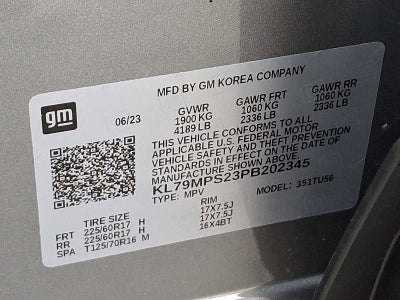 gm
MFD BY GM KOREA COMPANY
06/23 GVWR GAWR FRT GAWR RR
1900 KG 1060 KG 1060 KG
4189 LB 2336 LB 2336 LB
THIS VEHICLE CONFORMS TO ALL
APPLICABLE U.S. FEDERAL MOTOR
VEHICLE SAFETY AND THEFT PREVENTION
STANDARDS IN EFFECT ON THE DATE OF
MANUFACTURE SHOWN ABOVE.
KL79MPS23PB202345
TYPE: MPV MODEL: 351TU56
TIRE SIZE RIM
FRT 225/60R17 H 17X7.5J
RR 225/60R17 H 17X7.5J
SPA T125/70R16 M 16X4BT